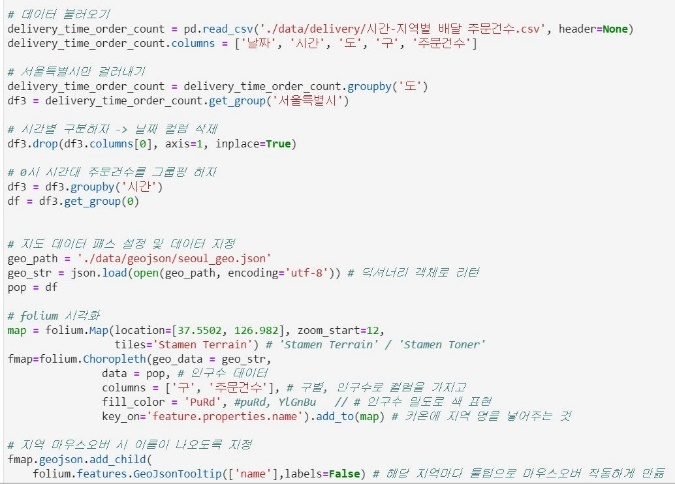 # 데이터 불러오기
delivery_time_order_count = pd.read_csv('./data/delivery/시간-지역별 배달 주문건수.csv', header=None)
delivery_time_order_count.columns = ['날짜', '시간', '도', '구', '주문건수']
# 서울특별시만 걸러내기
delivery_time_order_count = delivery_time_order_count.groupby('도')
df3 = delivery_time_order_count.get_group('서울특별시')
# 시간별 구분하자 -> 날짜 컬럼 삭제
df3.drop(df3.columns[0], axis=1, inplace=True)
# 0시 시간대 주문건수를 그룹핑 하자
df3 = df3.groupby('시간')
df = df3.get_group(0)
# 지도 데이터 패스 설정 및 데이터 지정
geo_path = './data/geojson/seoul_geo.json'
geo_str = json.load(open(geo_path, encoding='utf-8')) # 딕셔너리 객체로 리턴
pop = df
# folium 시각화
map = folium.Map(location=[37.5502, 126.982], zoom_start=12,
tiles='Stamen Terrain') # 'Stamen Terrain' / 'Stamen Toner'
fmap=folium.Choropleth(geo_data = geo_str,
data = pop, # 인구수 데이터
columns = ['구', '주문건수'], # 구별, 인구수로 컬럼을 가지고
fill_color = 'PuRd', #puRd, YlGnBu // # 인구수 밀도로 색 표현
key_on='feature.properties.name').add_to(map) # 키온에 지역 명을 넣어주는 것
# 지역 마우스오버 시 이름이 나오도록 지정
fmap.geojson.add_child(
folium.features.GeoJsonTooltip(['name'],labels=False) # 해당 지역마다 툴팁으로 마우스오버 작동하게 만듦